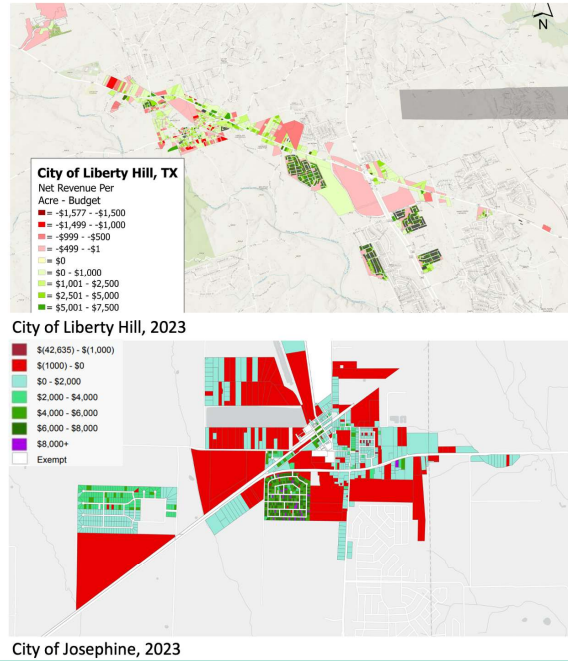 N
City of Liberty Hill, TX
Net Revenue Per
Acre - Budget
= -$1,577 - -$1,500
= -$1,499 - -$1,000
= -$999 - -$500
= -$499 - -$1
= $0
= $0 - $1,000
= $1,001 - $2,500
= $2,501 - $5,000
= $5,001 - $7,500
City of Liberty Hill, 2023
$(42,635) - $(1,000)
$(1000) - $0
$0 - $2,000
$2,000 - $4,000
$4,000 - $6,000
$6,000 - $8,000
$8,000+
Exempt
City of Josephine, 2023